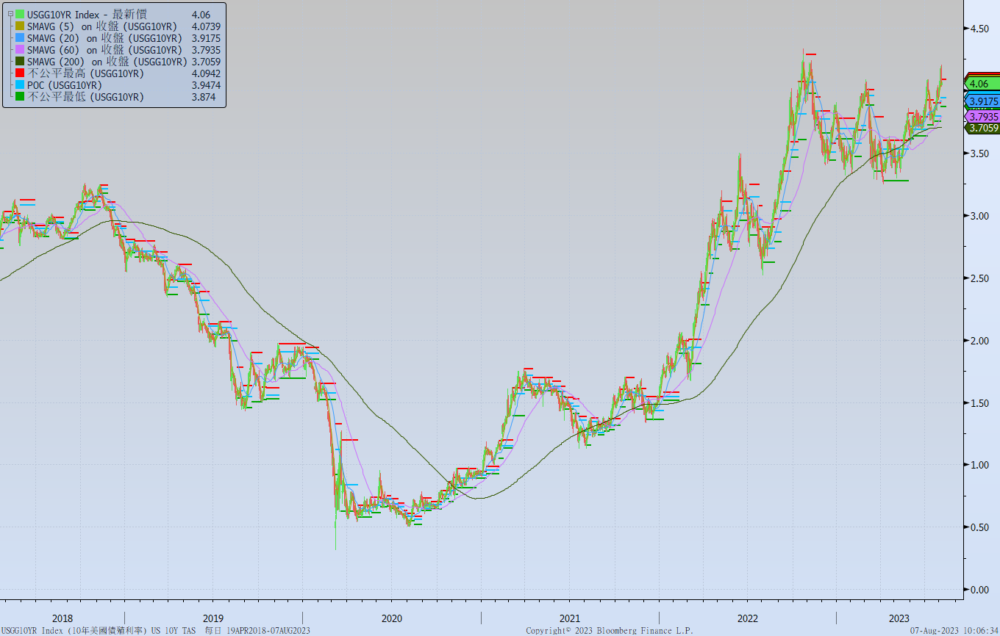 USGG10YR Index - 最新價 4.06
SMAVG (5) on 收盤 (USGG10YR) 4.0739
SMAVG (20) on 收盤 (USGG10YR) 3.9175
SMAVG (60) on 收盤 (USGG10YR) 3.7935
SMAVG (200) on 收盤 (USGG10YR) 3.7059
不公平最高 (USGG10YR) 4.0942
POC (USGG10YR) 3.9474
不公平最低 (USGG10YR) 3.874
4.50
4.06
3.9175
3.7935
3.7059
3.50
3.00
2.50
2.00
1.50
1.00
0.50
0.00
2018 2019 2020 2021 2022 2023
USGG10YR Index (10年美國債殖利率) US 10Y TAS 每日 19APR2018-07AUG2023 Copyright© 2023 Bloomberg Finance L.P. 07-Aug-2023 10:06:34